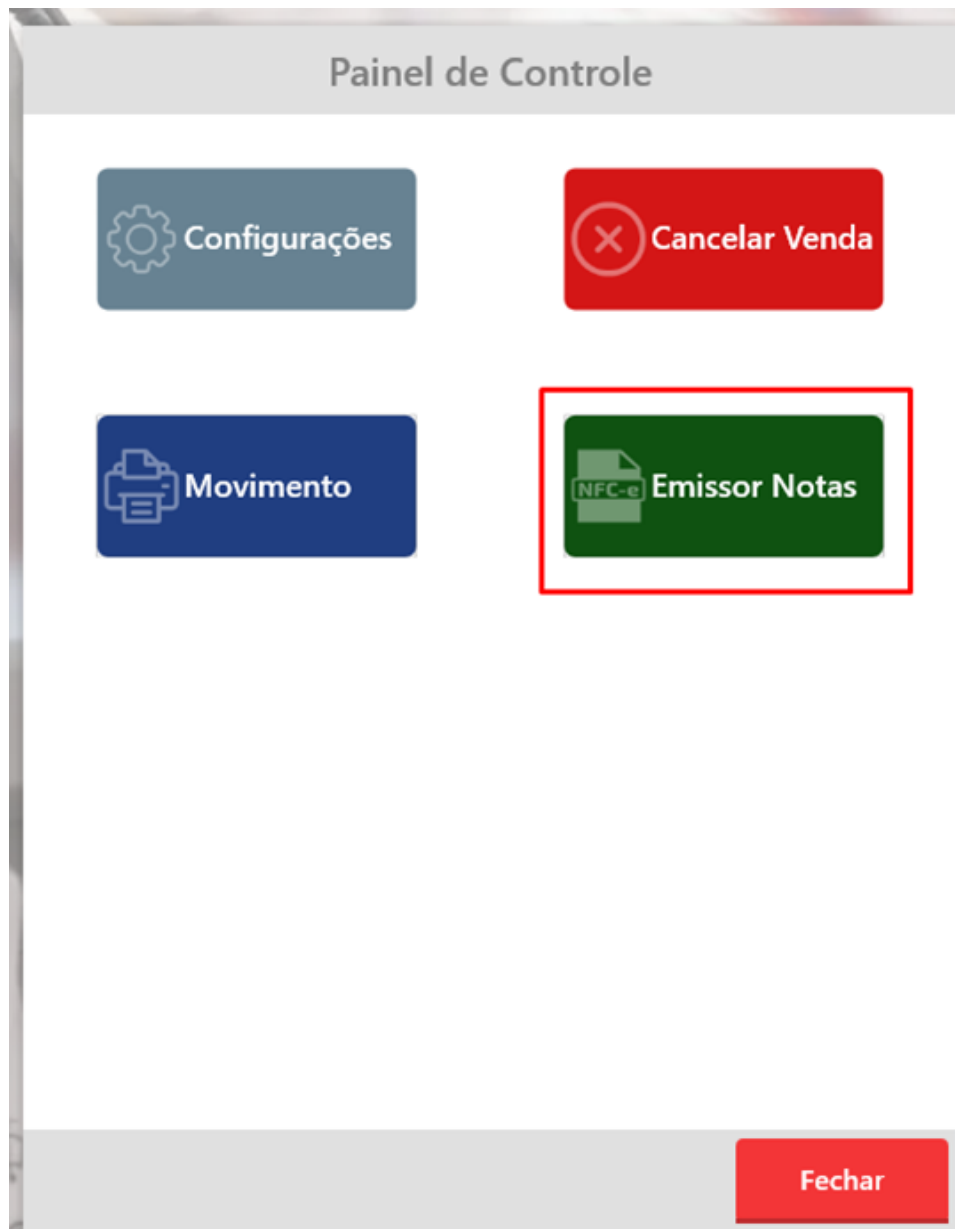 Painel de Controle
Configurações
Cancelar Venda
Movimento
NFC-e
Emissor Notas
Fechar